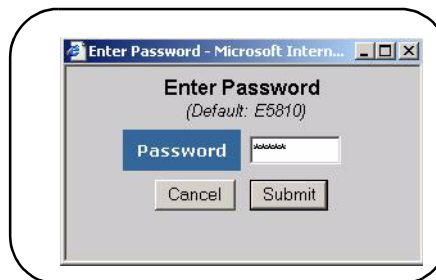 Enter Password - Microsoft Intern...
Enter Password
(Default: E5810)
Password *****
Cancel Submit